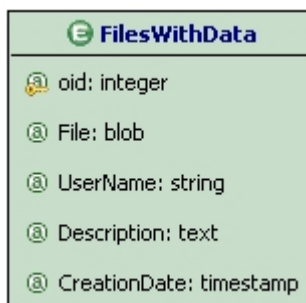 FilesWithData
oid: integer
File: blob
UserName: string
Description: text
CreationDate: timestamp